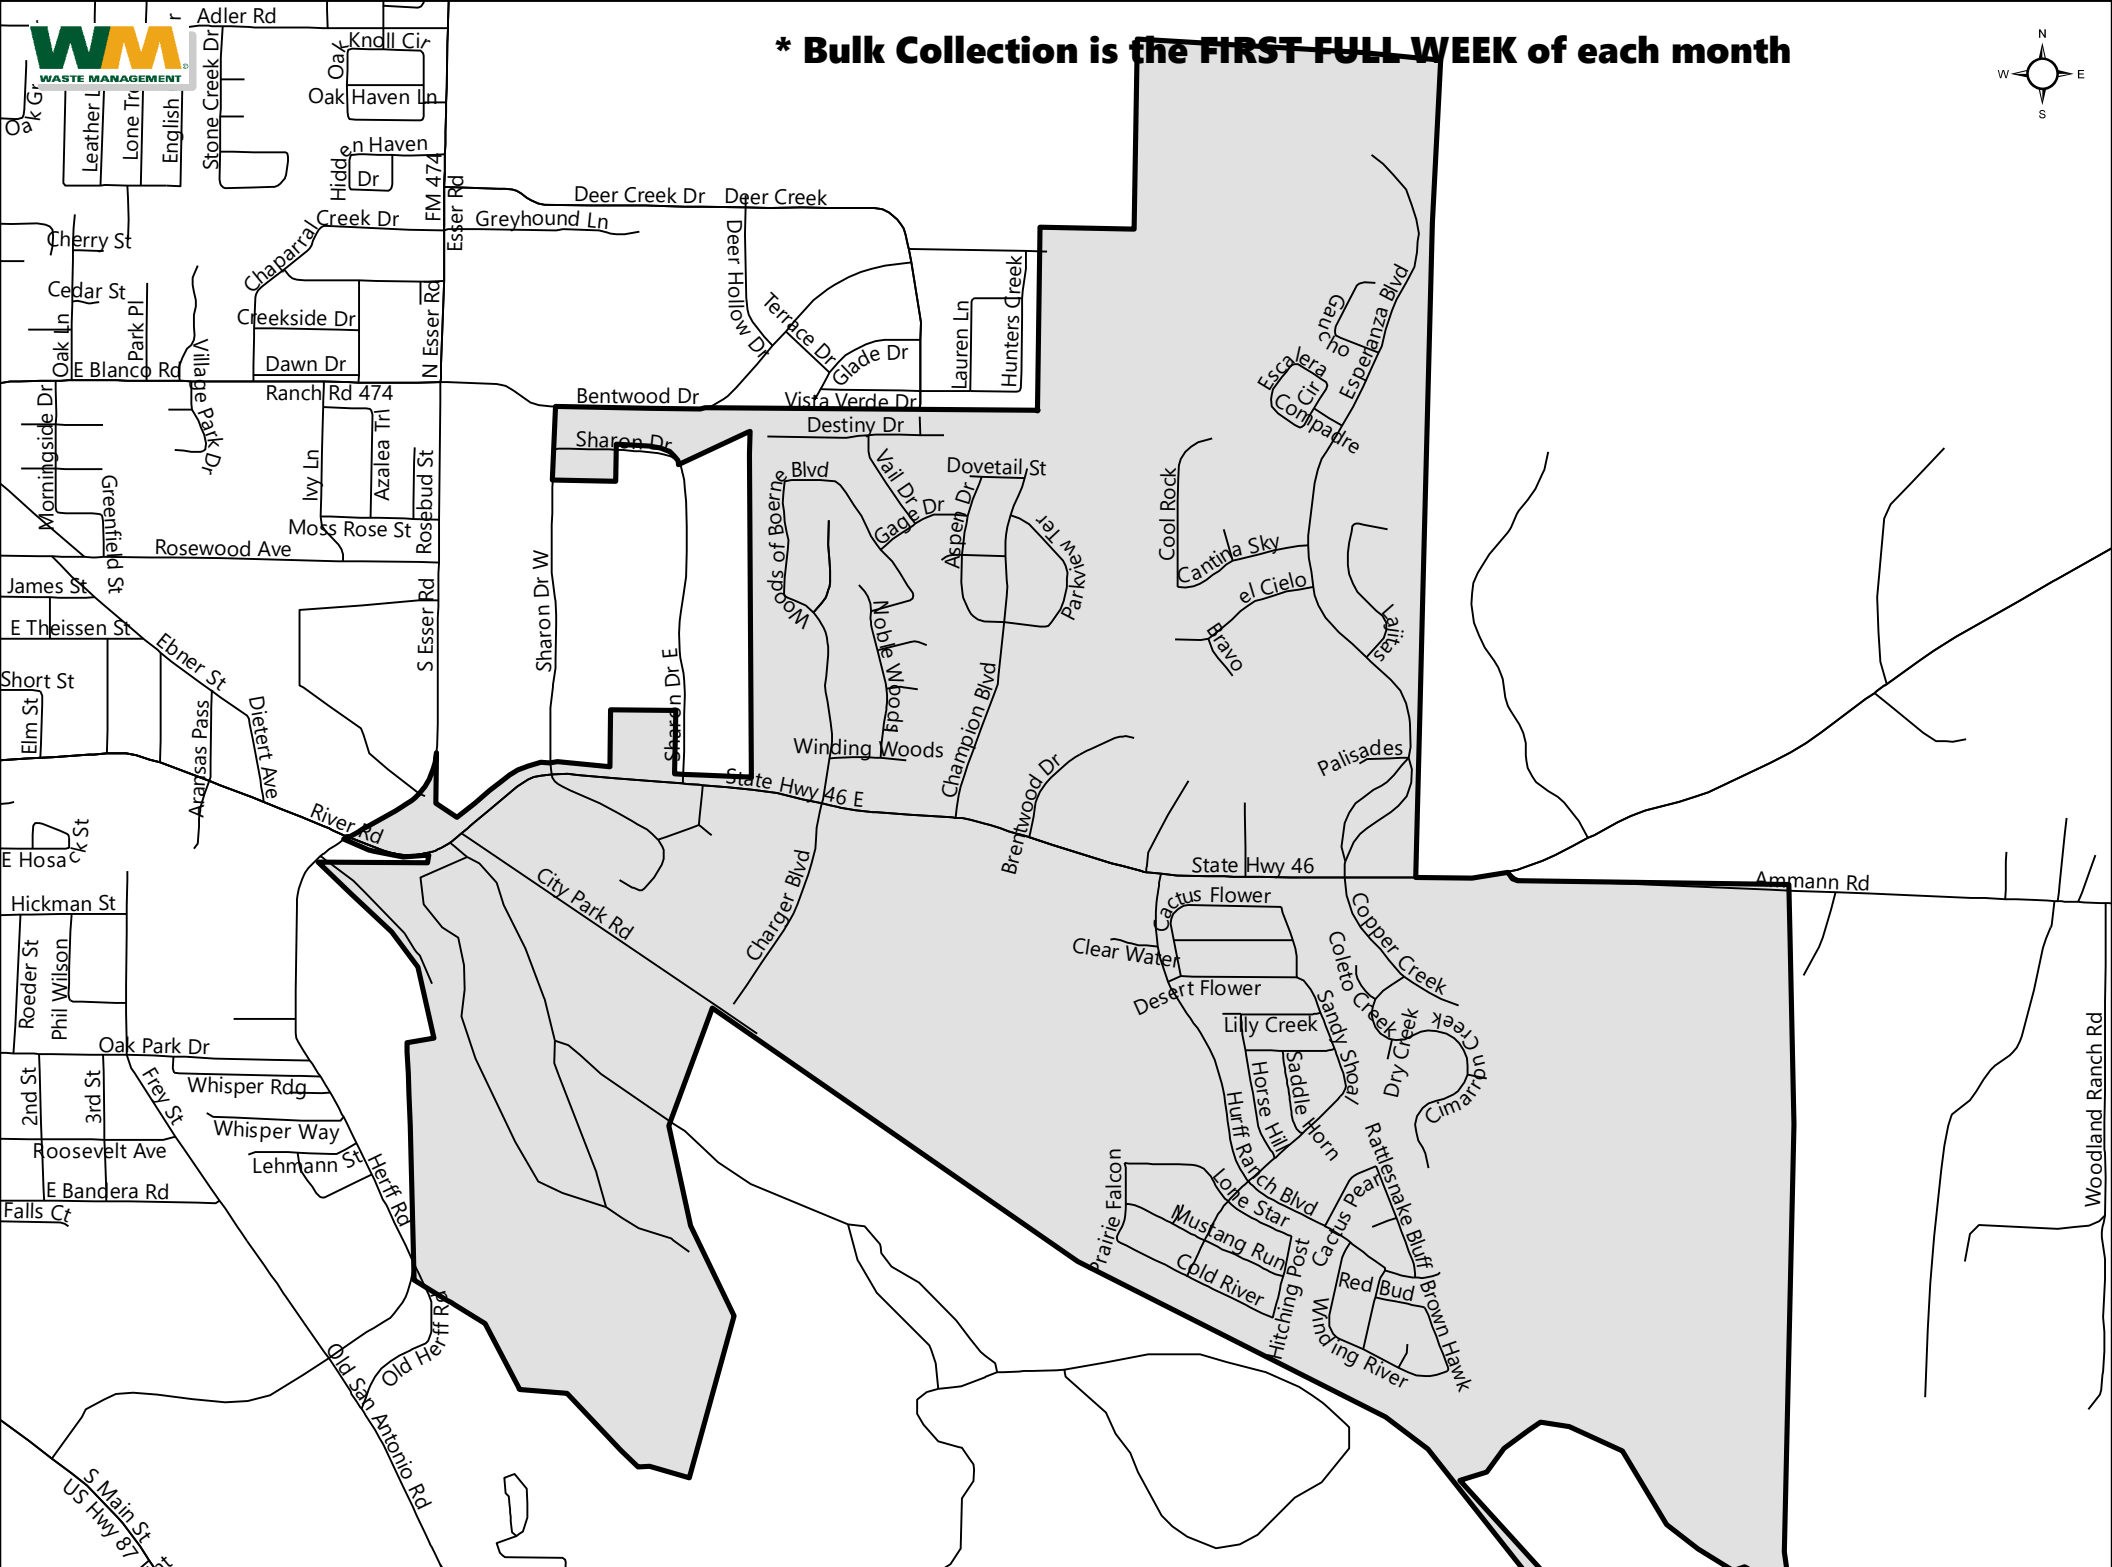 Adler Rd
WM
WASTE MANAGEMENT
* Bulk Collection is the FIRST FULL WEEK of each month
N
W
E
S
Knoll Cir
Oak
Oak Haven Ln
Stone Creek Dr
English
Hidden Haven
Dr
FM 474
Esser Rd
Deer Creek Dr
Deer Creek
Creek Dr
Greyhound Ln
Cherry St
Chaparral
Deer Hollow Dr
Cedar St
Hunters Creek
Lauren Ln
Terrace Dr
Creekside Dr
Park Pl
Oak Ln
N Esser Rd
Village Park Dr
Glade Dr
E Blanco Rd
Dawn Dr
Ranch Rd 474
Bentwood Dr
Vista Verde Dr
Gaucho
Esperanza Blvd
Escalera
Cir
Compadre
Morningside Dr
Azalea Trl
Ivy Ln
Rosebud St
Sharon Dr
Destiny Dr
Vail Dr
Dovetail St
Woods of Boerne Blvd
Gage Dr
Aspen Dr
Parkview Ter
Cool Rock
Greenfield St
Moss Rose St
Rosewood Ave
Cantina Sky
el Cielo
Bravo
Lajitas
James St
E Theissen St
Ebner St
S Esser Rd
Sharon Dr W
Sharon Dr E
Noble Woods
Short St
Elm St
Aransas Pass
Dietert Ave
Winding Woods
Champion Blvd
Brentwood Dr
Palisades
State Hwy 46 E
River Rd
E Hosack St
State Hwy 46
Ammann Rd
City Park Rd
Charger Blvd
Hickman St
Cactus Flower
Clear Water
Copper Creek
Coleto Creek
Roeder St
Phil Wilson
Desert Flower
Lilly Creek
Sandy Shoal
Dry Creek
Cimarron Creek
Oak Park Dr
Whisper Rdg
2nd St
3rd St
Frey St
Whisper Way
Horse Hill
Saddle Horn
Hurff Ranch Blvd
Roosevelt Ave
Lehmann St
Herff Rd
E Bandera Rd
Falls Ct
Woodland Ranch Rd
Rattlesnake Bluff
Cactus Pear
Prairie Falcon
Lone Star
Mustang Run
Cold River
Hitching Post
Red Bud
Brown Hawk
Winding River
Old Herff Rd
Old San Antonio Rd
S Main St
US Hwy 87